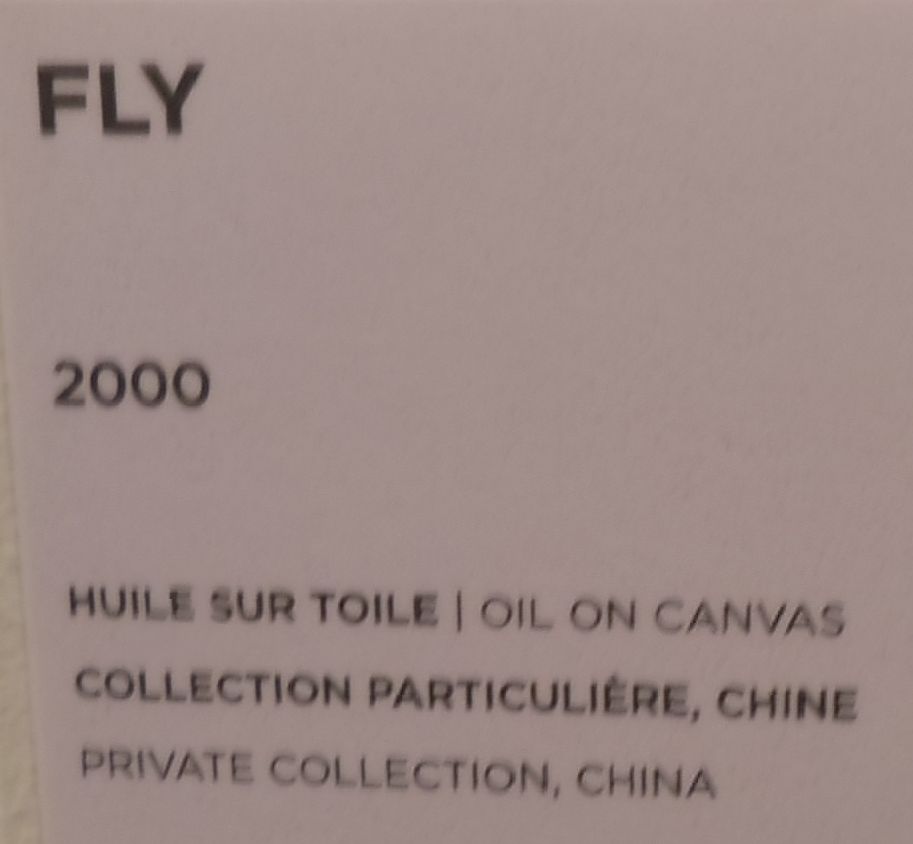 FLY
2000
HUILE SUR TOILE | OIL ON CANVAS
COLLECTION PARTICULIÈRE, CHINE
PRIVATE COLLECTION, CHINA